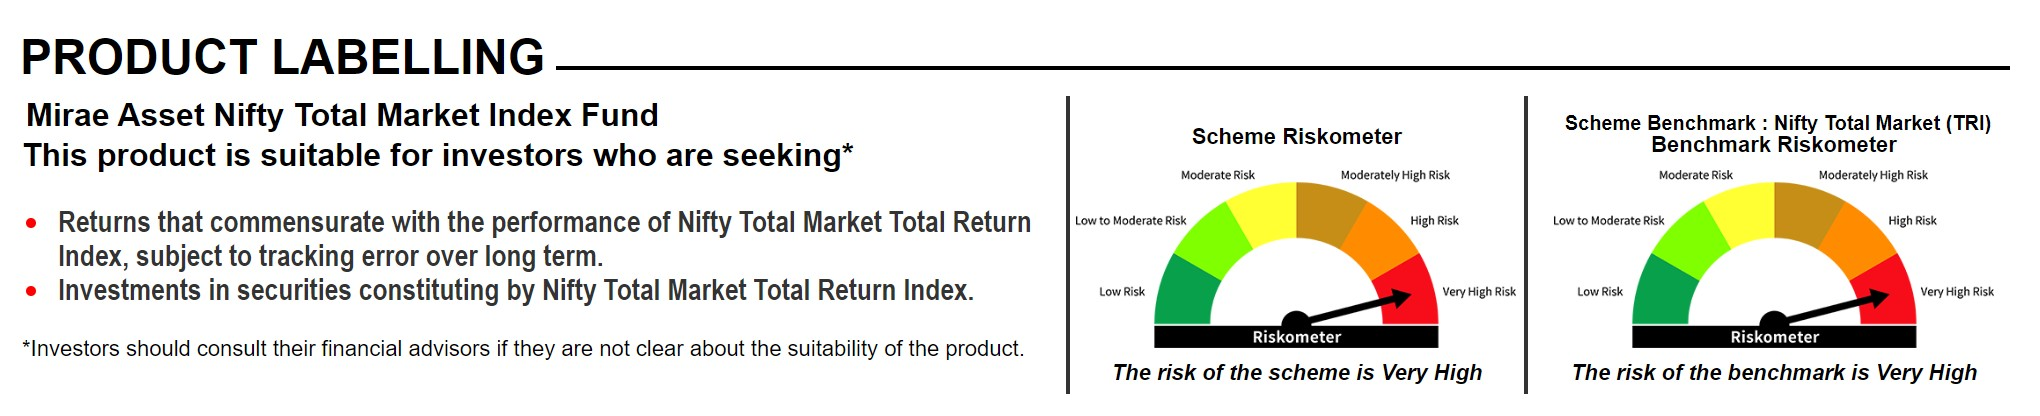 PRODUCT LABELLING
Mirae Asset Nifty Total Market Index Fund
This product is suitable for investors who are seeking*
• Returns that commensurate with the performance of Nifty Total Market Total Return
Index, subject to tracking error over long term.
• Investments in securities constituting by Nifty Total Market Total Return Index.
*Investors should consult their financial advisors if they are not clear about the suitability of the product.
Scheme Riskometer
Moderate Risk
Moderately High Risk
Low to Moderate Risk
High Risk
Low Risk
Very High Risk
Riskometer
The risk of the scheme is Very High
Scheme Benchmark : Nifty Total Market (TRI)
Benchmark Riskometer
Moderate Risk
Moderately High Risk
Low to Moderate Risk
High Risk
Low Risk
Very High Risk
Riskometer
The risk of the benchmark is Very High